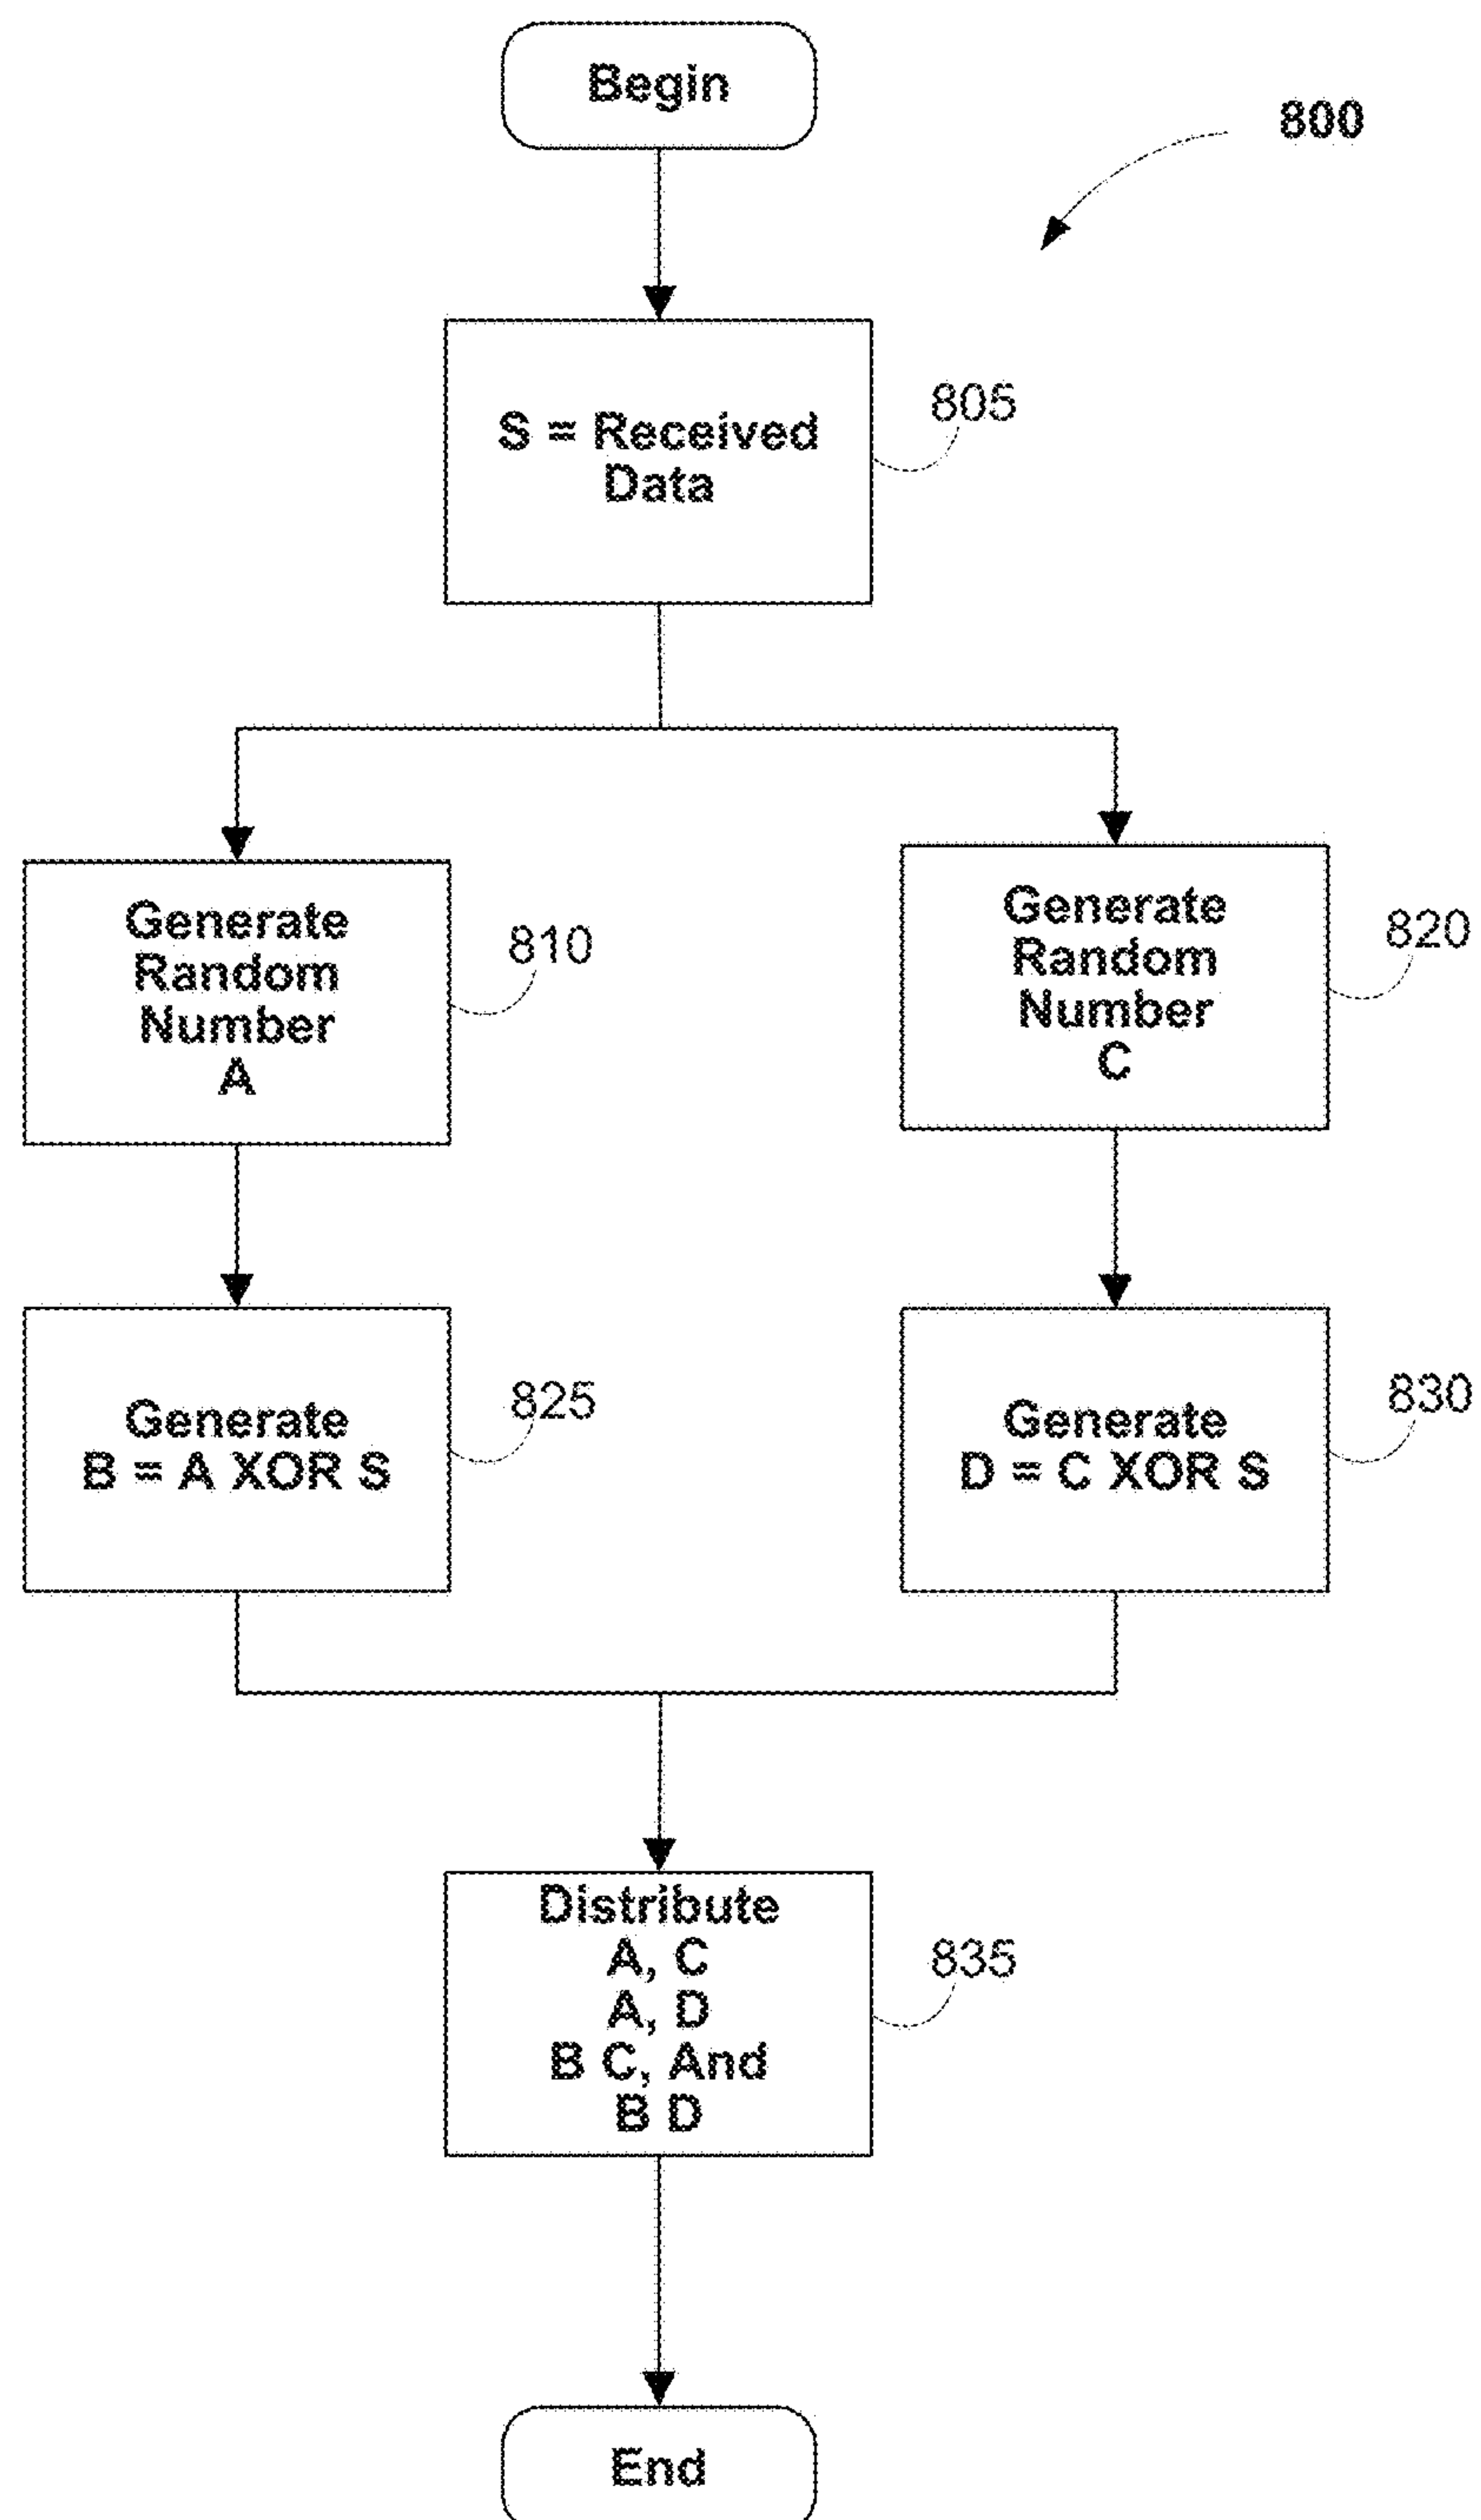 Begin
800
S = Received
Data
805
Generate
Random
Number
A
810
Generate
Random
Number
C
820
Generate
B = A XOR S
825
Generate
D = C XOR S
830
Distribute
A, C
A, D
B C, And
B D
835
End